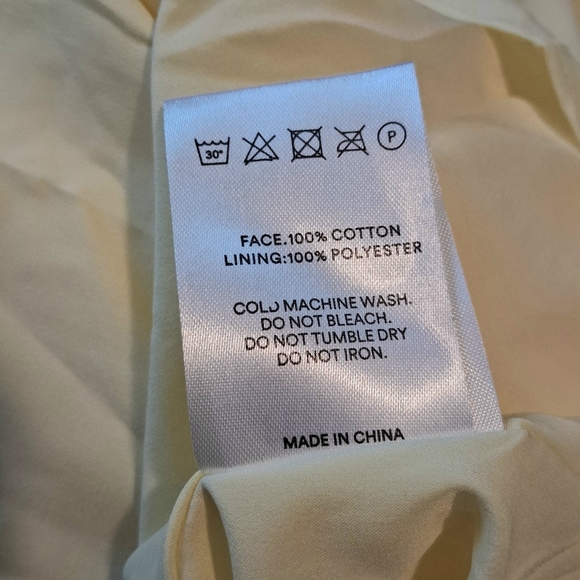 30°
P
FACE.100% COTTON
LINING:100% POLYESTER
COLD MACHINE WASH.
DO NOT BLEACH.
DO NOT TUMBLE DRY
DO NOT IRON.
MADE IN CHINA